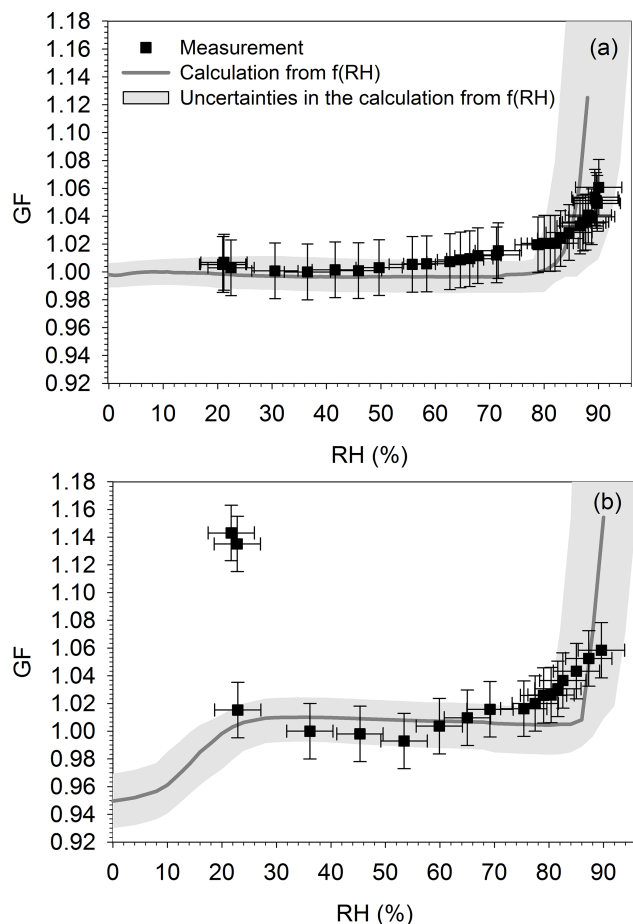 1.18
1.16
1.14
1.12
1.10
1.08
1.06
1.04
1.02
1.00
0.98
0.96
0.94
0.92
GF
(a)
Measurement
Calculation from f(RH)
Uncertainties in the calculation from f(RH)
0 10 20 30 40 50 60 70 80 90
RH (%)
1.18
1.16
1.14
1.12
1.10
1.08
1.06
1.04
1.02
1.00
0.98
0.96
0.94
0.92
GF
(b)
0 10 20 30 40 50 60 70 80 90
RH (%)